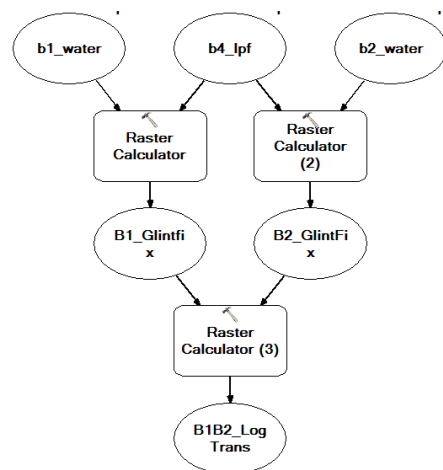 b1_water
b4_lpf
b2_water
Raster
Calculator
Raster
Calculator
(2)
B1_Glintfi
x
B2_GlintFi
x
Raster
Calculator (3)
B1B2_Log
Trans